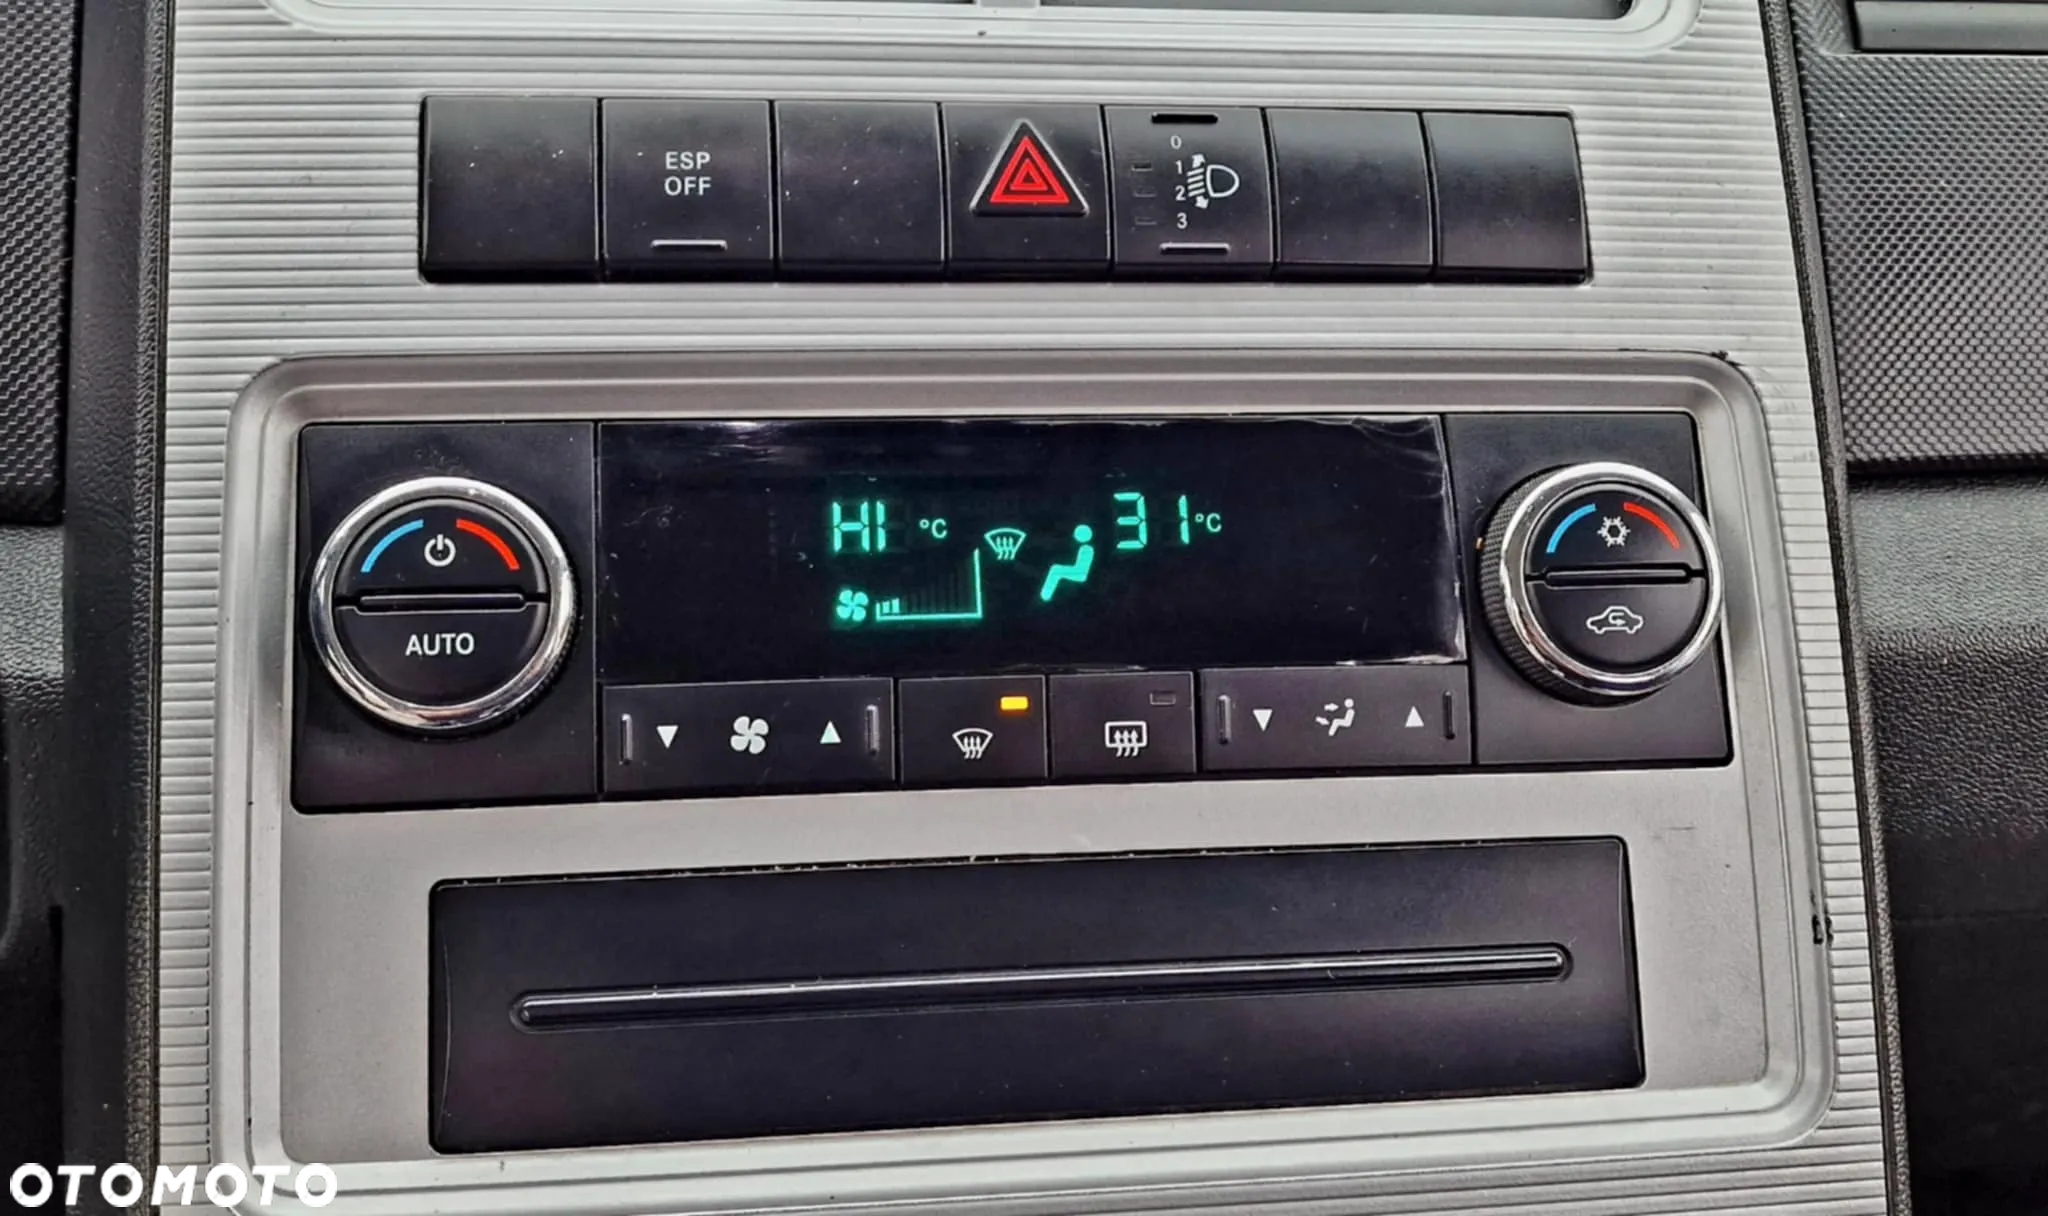 ESP
OFF
0
1
2
3
HI °C
31 °C
AUTO
OTOMOTO